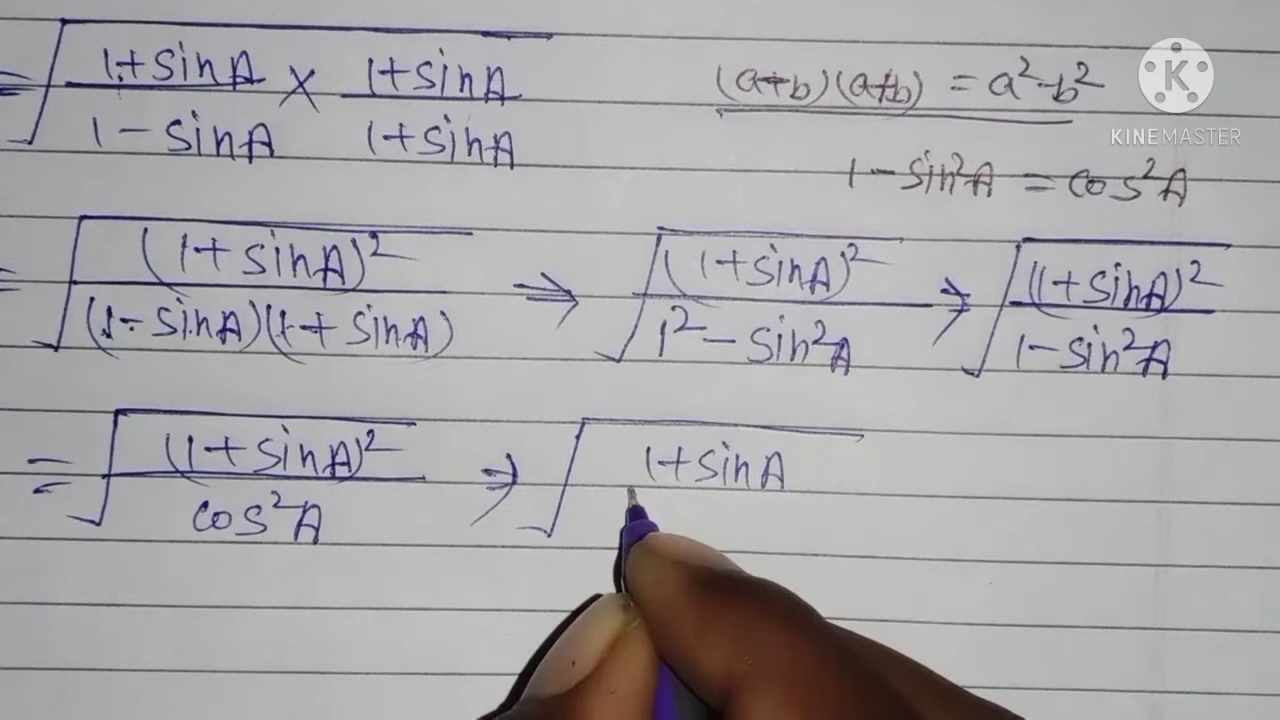 = √((1+sinA)/(1-sinA) × (1+sinA)/(1+sinA))
(a+b)(a+b) = a²-b²
KINEMASTER
1-sin²A = cos²A
= √((1+sinA)²/((1-sinA)(1+sinA))) ⇒ √((1+sinA)²/(1²-sin²A)) ⇒ √((1+sinA)²/(1-sin²A))
= √((1+sinA)²/cos²A) ⇒ √(1+sinA)